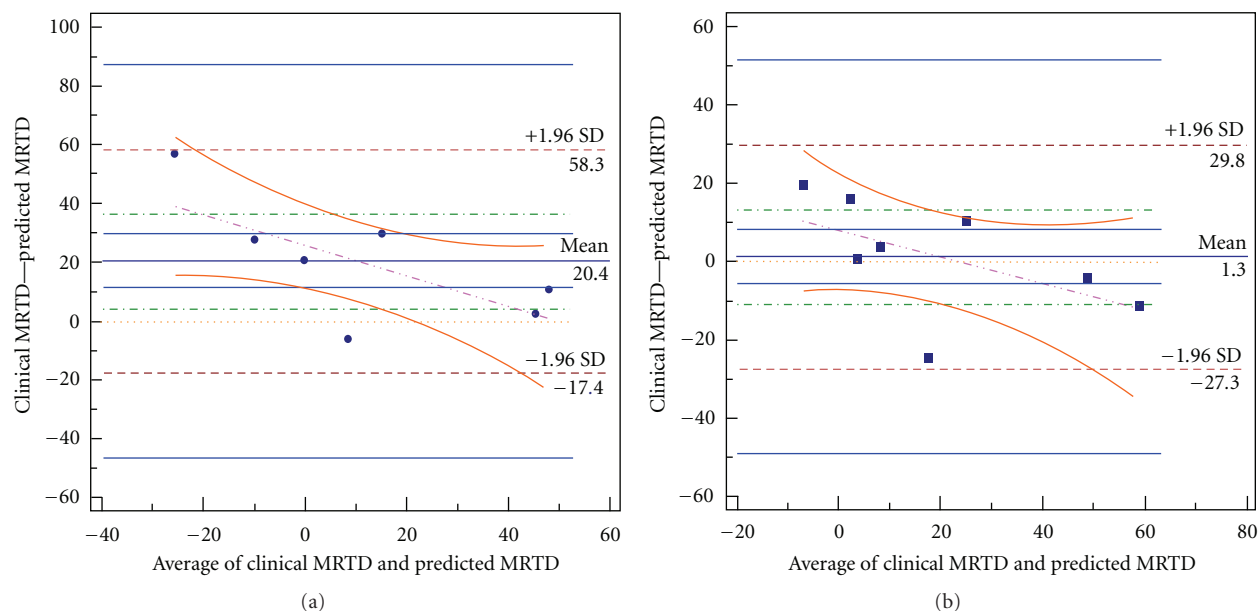 100
80
60
40
20
0
−20
−40
−60
Clinical MRTD—predicted MRTD
+1.96 SD
58.3
Mean
20.4
−1.96 SD
−17.4
−40
−20
0
20
40
60
Average of clinical MRTD and predicted MRTD
(a)
60
40
20
0
−20
−40
−60
Clinical MRTD—predicted MRTD
+1.96 SD
29.8
Mean
1.3
−1.96 SD
−27.3
−20
0
20
40
60
80
Average of clinical MRTD and predicted MRTD
(b)